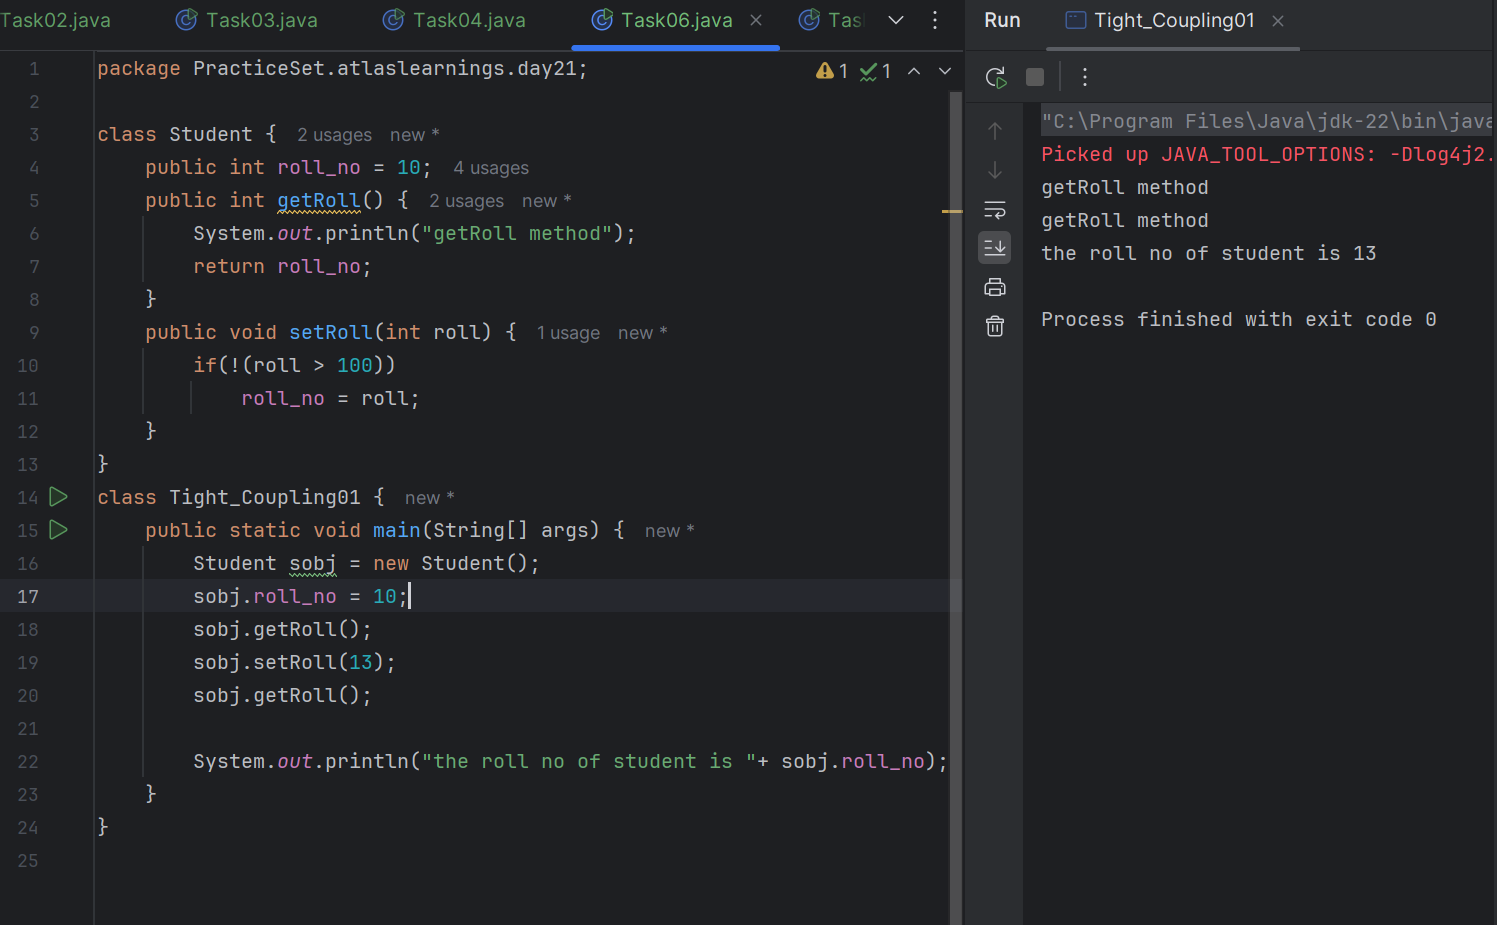 Task02.java Task03.java Task04.java Task06.java Tas
Run Tight_Coupling01
1 package PracticeSet.atlaslearnings.day21;
1 1
2
3 class Student { 2 usages new *
4 public int roll_no = 10; 4 usages
5 public int getRoll() { 2 usages new *
6 System.out.println("getRoll method");
7 return roll_no;
8 }
9 public void setRoll(int roll) { 1 usage new *
10 if(!(roll > 100))
11 roll_no = roll;
12 }
13 }
14 class Tight_Coupling01 { new *
15 public static void main(String[] args) { new *
16 Student sobj = new Student();
17 sobj.roll_no = 10;
18 sobj.getRoll();
19 sobj.setRoll(13);
20 sobj.getRoll();
21
22 System.out.println("the roll no of student is "+ sobj.roll_no);
23 }
24 }
25
"C:\Program Files\Java\jdk-22\bin\java
Picked up JAVA_TOOL_OPTIONS: -Dlog4j2.
getRoll method
getRoll method
the roll no of student is 13
Process finished with exit code 0